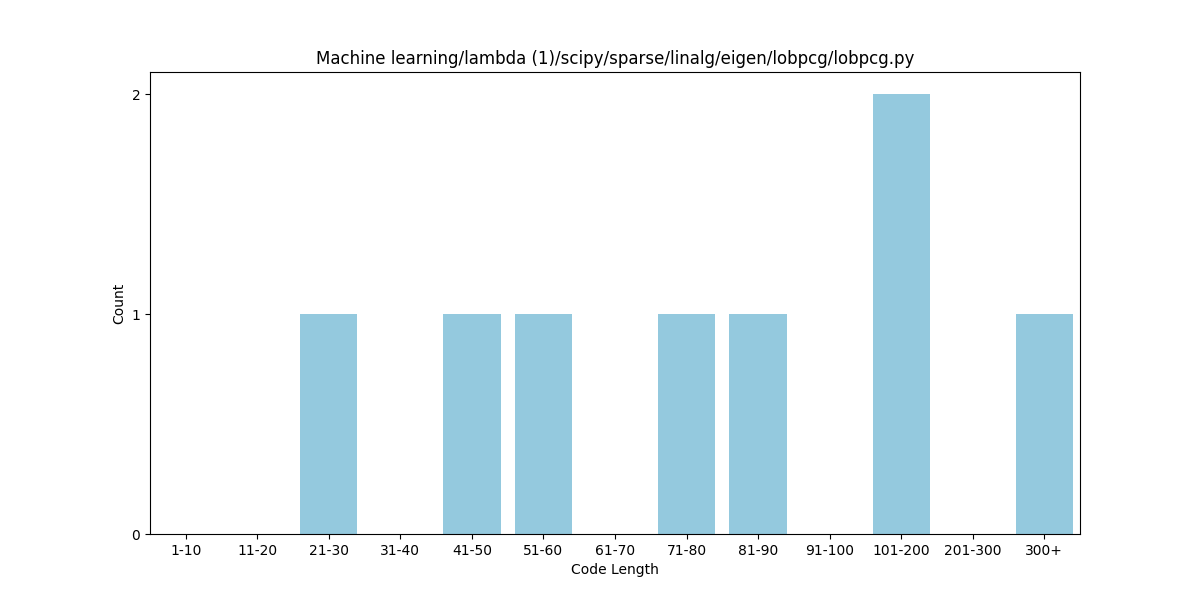 Machine learning/lambda (1)/scipy/sparse/linalg/eigen/lobpcg/lobpcg.py
2
1
0
Count
1-10 11-20 21-30 31-40 41-50 51-60 61-70 71-80 81-90 91-100 101-200 201-300 300+
Code Length